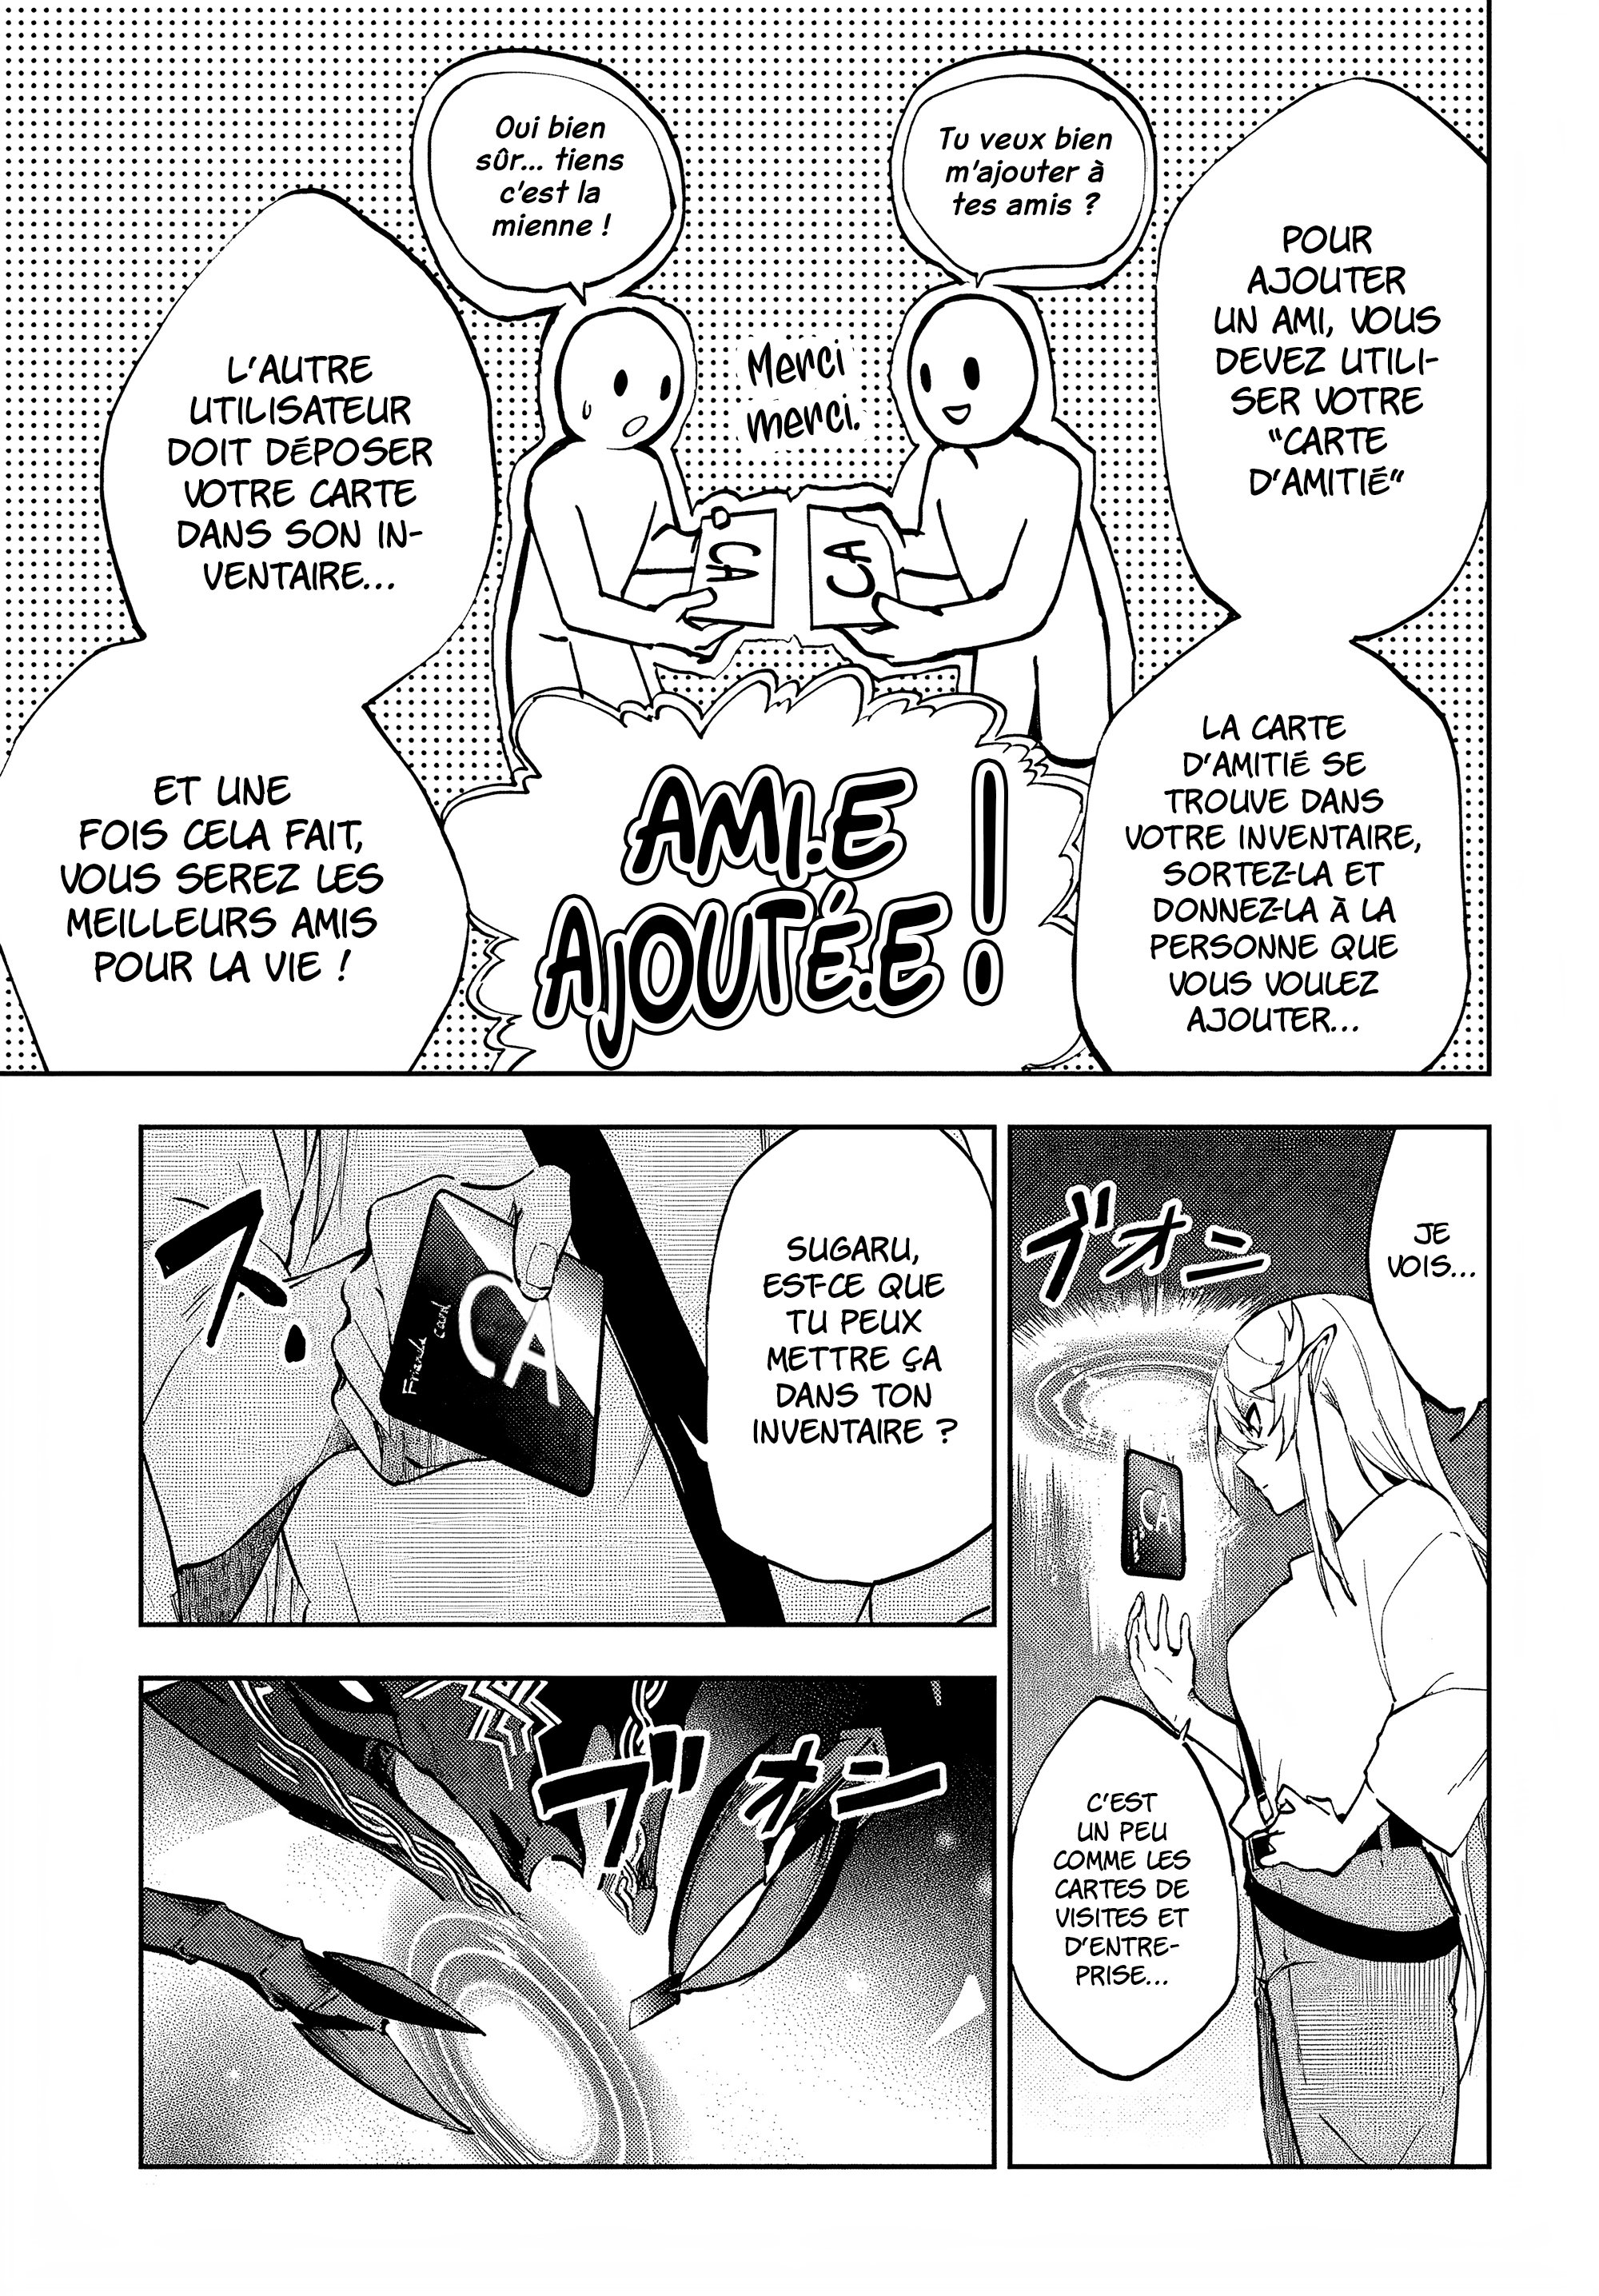 POUR
AJOUTER
UN AMI, VOUS
DEVEZ UTILI-
SER VOTRE
"CARTE
D'AMITIÉ"
LA CARTE
D'AMITIÉ SE
TROUVE DANS
VOTRE INVENTAIRE,
SORTEZ-LA ET
DONNEZ-LA À LA
PERSONNE QUE
VOUS VOULEZ
AJOUTER...
Tu veux bien
m'ajouter à
tes amis ?
Oui bien
sûr... tiens
c'est la
mienne !
Merci
merci.
CA
CA
AMI.E
AJOUTÉ.E !
L'AUTRE
UTILISATEUR
DOIT DÉPOSER
VOTRE CARTE
DANS SON IN-
VENTAIRE...
ET UNE
FOIS CELA FAIT,
VOUS SEREZ LES
MEILLEURS AMIS
POUR LA VIE !
JE
VOIS...
ブオン
CA
C'EST
UN PEU
COMME LES
CARTES DE
VISITES ET
D'ENTRE-
PRISE...
SUGARU,
EST-CE QUE
TU PEUX
METTRE ÇA
DANS TON
INVENTAIRE ?
CA
Friends card
ス
ブオン